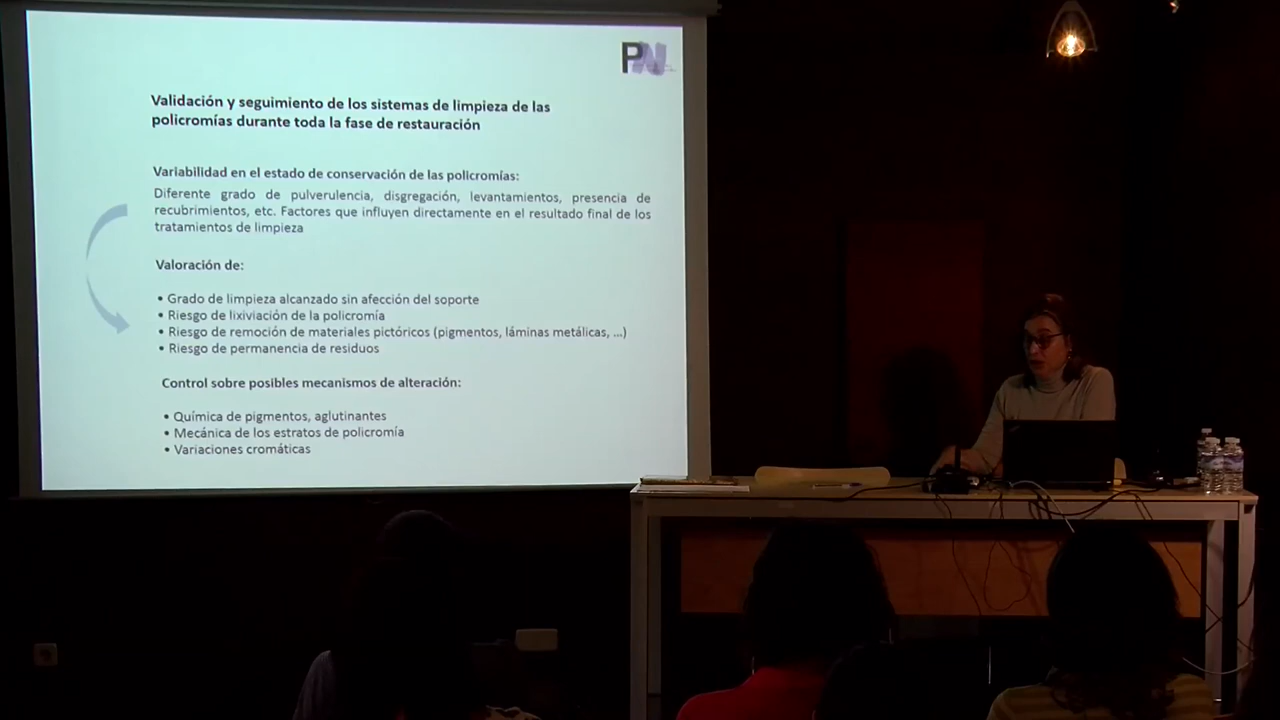 PN
Validación y seguimiento de los sistemas de limpieza de las
policromías durante toda la fase de restauración
Variabilidad en el estado de conservación de las policromías:
Diferente grado de pulverulencia, disgregación, levantamientos, presencia de
recubrimientos, etc. Factores que influyen directamente en el resultado final de los
tratamientos de limpieza
Valoración de:
• Grado de limpieza alcanzado sin afección del soporte
• Riesgo de lixiviación de la policromía
• Riesgo de remoción de materiales pictóricos (pigmentos, láminas metálicas, ...)
• Riesgo de permanencia de residuos
Control sobre posibles mecanismos de alteración:
• Química de pigmentos, aglutinantes
• Mecánica de los estratos de policromía
• Variaciones cromáticas